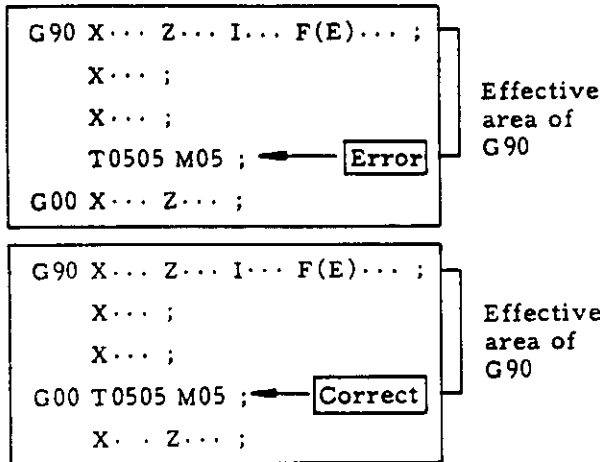 G90 X··· Z··· I··· F(E)··· ;
X··· ;
X··· ;
T0505 M05 ; Error
G00 X··· Z··· ;
Effective
area of
G90
G90 X··· Z··· I··· F(E)··· ;
X··· ;
X··· ;
G00 T0505 M05 ; Correct
X· · Z··· ;
Effective
area of
G90